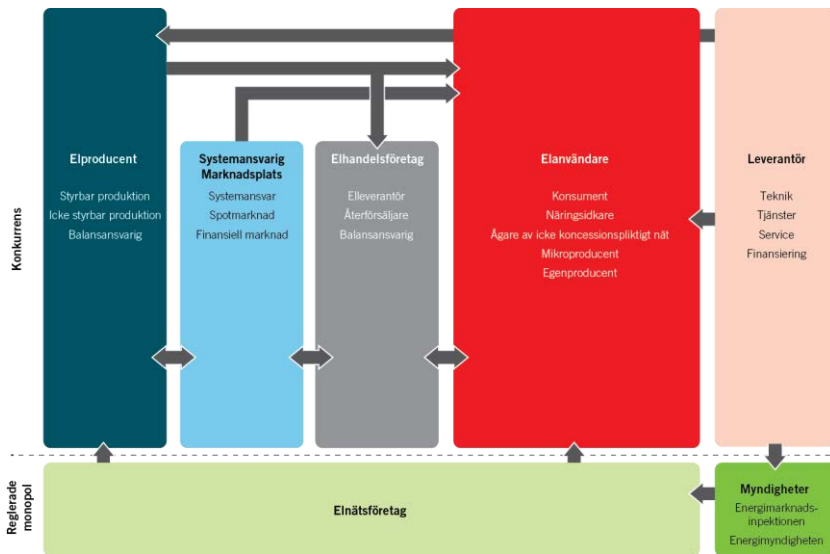 Konkurrens
Elproducent
Styrbar produktion
Icke styrbar produktion
Balansansvarig
Systemansvarig
Marknadsplats
Systemansvar
Spotmarknad
Finansiell marknad
Elhandelsföretag
Elleverantör
Återförsäljare
Balansansvarig
Elanvändare
Konsument
Näringsidkare
Ägare av icke koncessionspliktigt nät
Mikroproducent
Egenproducent
Leverantör
Teknik
Tjänster
Service
Finansiering
Reglerade
monopol
Elnätsföretag
Myndigheter
Energimarknads-
inpektionen
Energimyndigheten